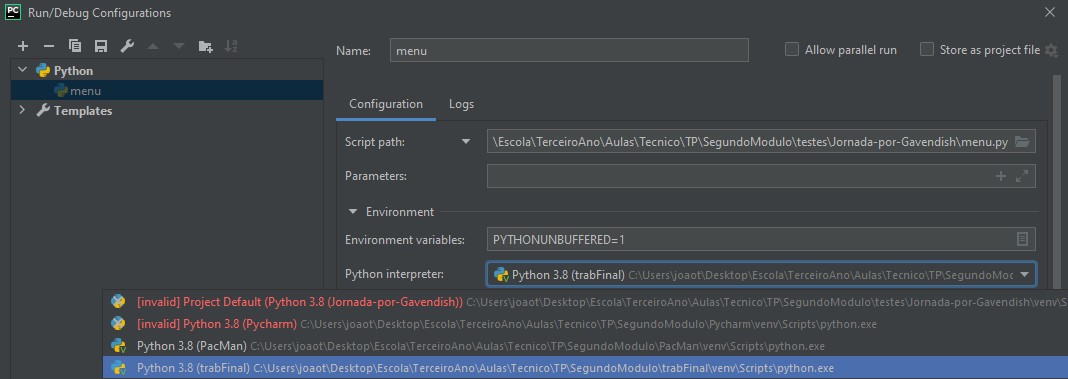 PC Run/Debug Configurations
Name: menu Allow parallel run Store as project file
Python
menu
Templates
Configuration Logs
Script path: \Escola\TerceiroAno\Aulas\Tecnico\TP\SegundoModulo\testes\Jornada-por-Gavendish\menu.py
Parameters:
Environment
Environment variables: PYTHONUNBUFFERED=1
Python interpreter: Python 3.8 (trabFinal) C:\Users\joaot\Desktop\Escola\TerceiroAno\Aulas\Tecnico\TP\SegundoMoc
[invalid] Project Default (Python 3.8 (Jornada-por-Gavendish)) C:\Users\joaot\Desktop\Escola\TerceiroAno\Aulas\Tecnico\TP\SegundoModulo\testes\Jornada-por-Gavendish\venv\S
[invalid] Python 3.8 (Pycharm) C:\Users\joaot\Desktop\Escola\TerceiroAno\Aulas\Tecnico\TP\SegundoModulo\Pycharm\venv\Scripts\python.exe
Python 3.8 (PacMan) C:\Users\joaot\Desktop\Escola\TerceiroAno\Aulas\Tecnico\TP\SegundoModulo\PacMan\venv\Scripts\python.exe
Python 3.8 (trabFinal) C:\Users\joaot\Desktop\Escola\TerceiroAno\Aulas\Tecnico\TP\SegundoModulo\trabFinal\venv\Scripts\python.exe